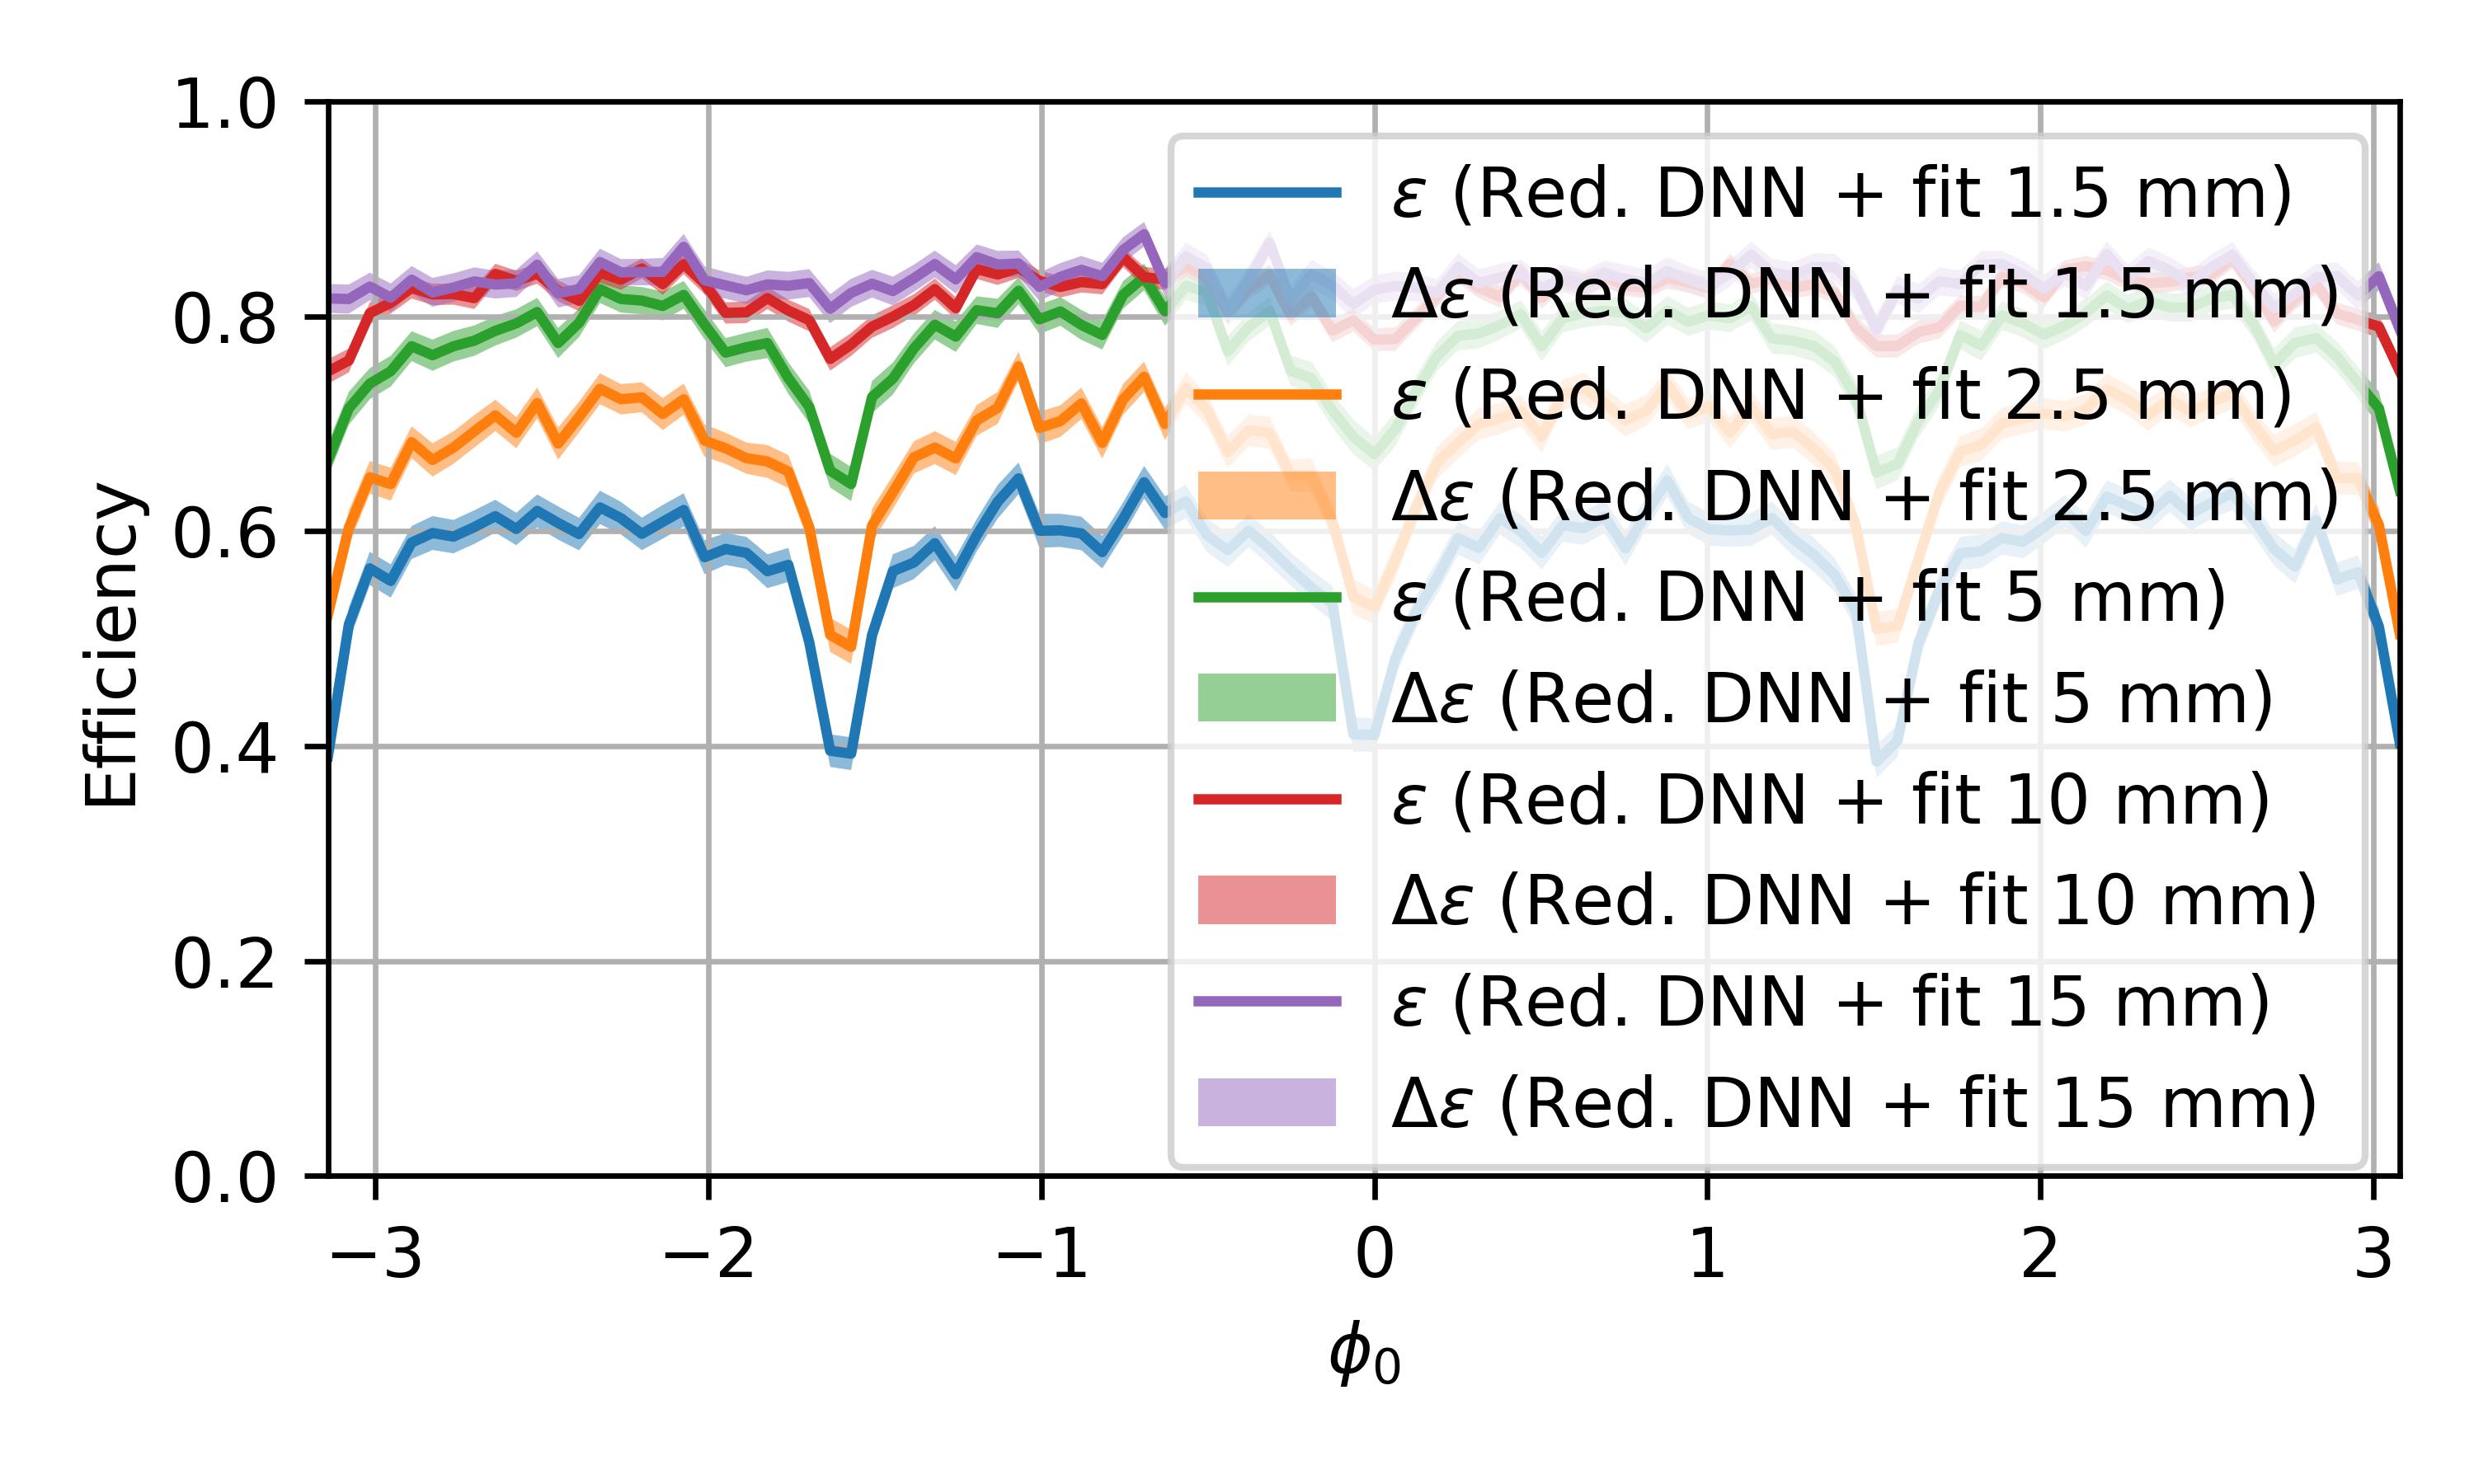 1.0
0.8
0.6
0.4
0.2
0.0
Efficiency
ε (Red. DNN + fit 1.5 mm)
Δε (Red. DNN + fit 1.5 mm)
ε (Red. DNN + fit 2.5 mm)
Δε (Red. DNN + fit 2.5 mm)
ε (Red. DNN + fit 5 mm)
Δε (Red. DNN + fit 5 mm)
ε (Red. DNN + fit 10 mm)
Δε (Red. DNN + fit 10 mm)
ε (Red. DNN + fit 15 mm)
Δε (Red. DNN + fit 15 mm)
−3 −2 −1 0 1 2 3
ϕ₀